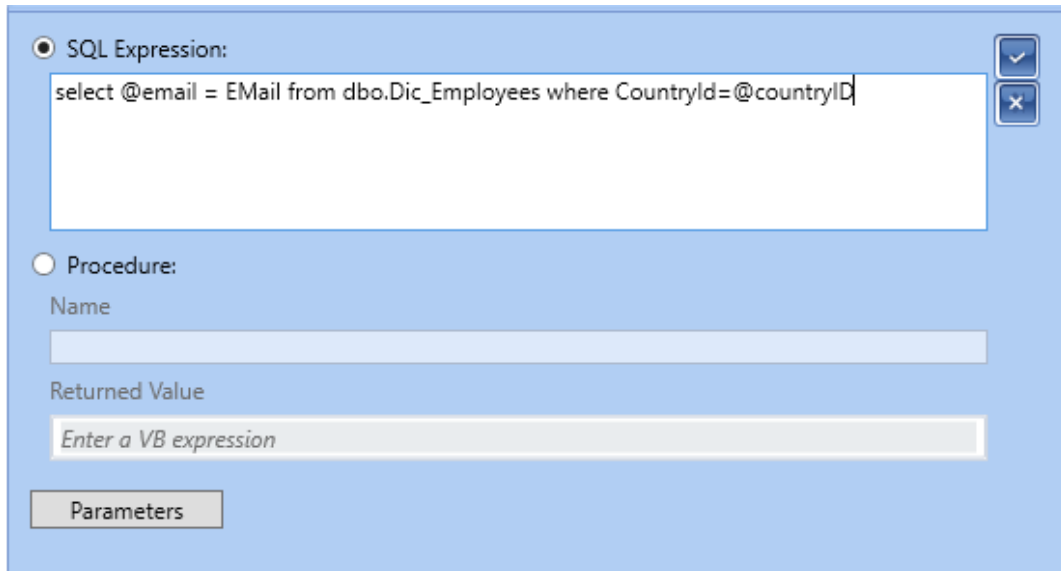 SQL Expression:
select @email = EMail from dbo.Dic_Employees where CountryId=@countryID
Procedure:
Name
Returned Value
Enter a VB expression
Parameters